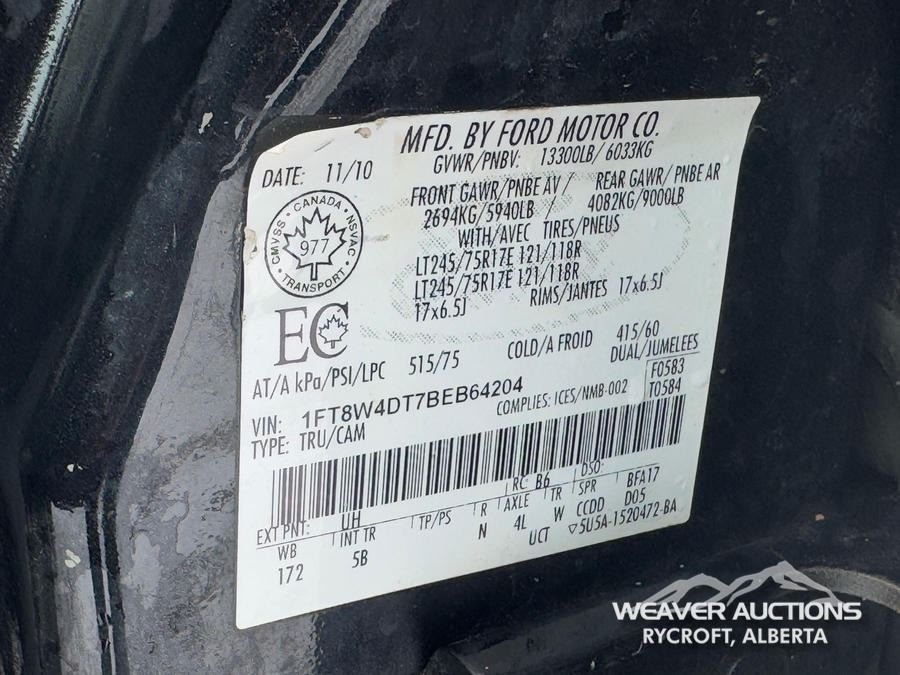 MFD. BY FORD MOTOR CO.
DATE: 11/10
GVWR/PNBV: 13300LB/6033KG
FRONT GAWR/PNBE AV / REAR GAWR/PNBE AR
2694KG/5940LB / 4082KG/9000LB
WITH/AVEC TIRES/PNEUS
LT245/75R17E 121/118R
LT245/75R17E 121/118R
RIMS/JANTES 17x6.5J
17x6.5J
CANADA
CMVSS NSVAC
977
TRANSPORT
EC
AT/A kPa/PSI/LPC 515/75 COLD/A FROID 415/60
DUAL/JUMELEES
VIN: 1FT8W4DT7BEB64204
COMPLIES: ICES/NMB-002
F0583
T0584
TYPE: TRU/CAM
EXT PNT: UH RC: B6 DSO:
WB INT TR TP/PS R AXLE TR SPR BFA17
172 5B N 4L W CCDD D05
UCT ▽5U5A-1520472-BA
WEAVER AUCTIONS
RYCROFT, ALBERTA